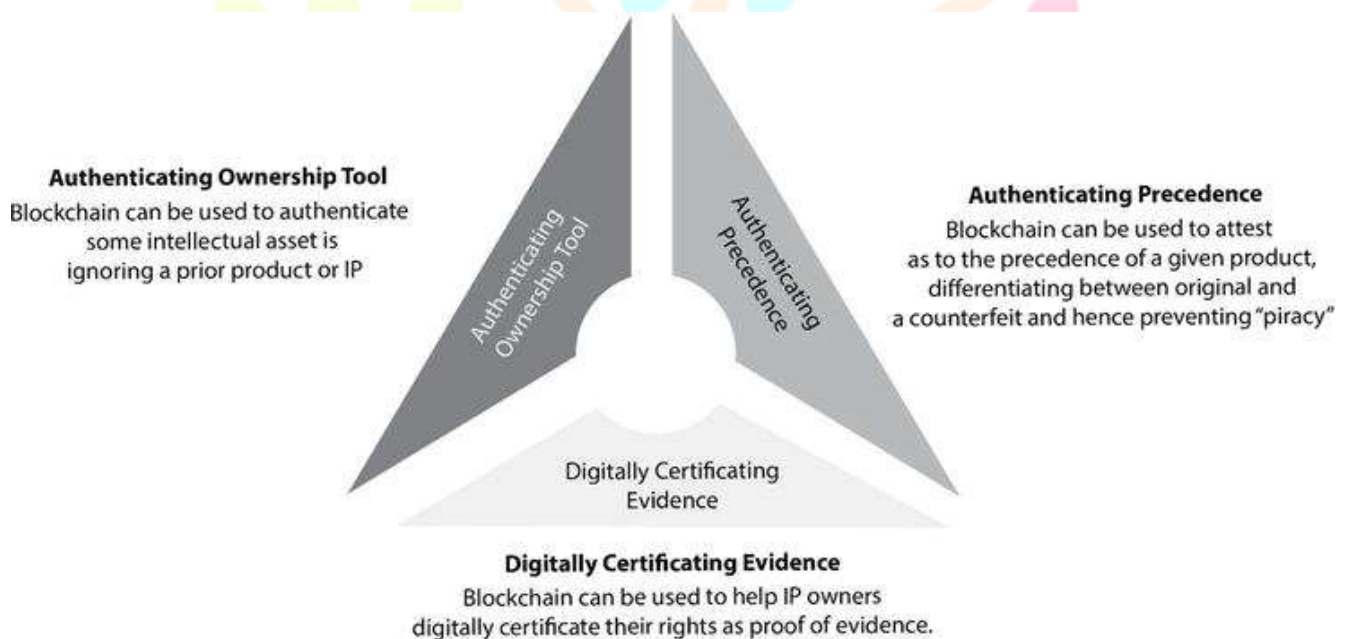 Authenticating Ownership Tool
Blockchain can be used to authenticate
some intellectual asset is
ignoring a prior product or IP
Authenticating
Ownership Tool
Authenticating
Precedence
Authenticating Precedence
Blockchain can be used to attest
as to the precedence of a given product,
differentiating between original and
a counterfeit and hence preventing “piracy”
Digitally Certificating
Evidence
Digitally Certificating Evidence
Blockchain can be used to help IP owners
digitally certificate their rights as proof of evidence.